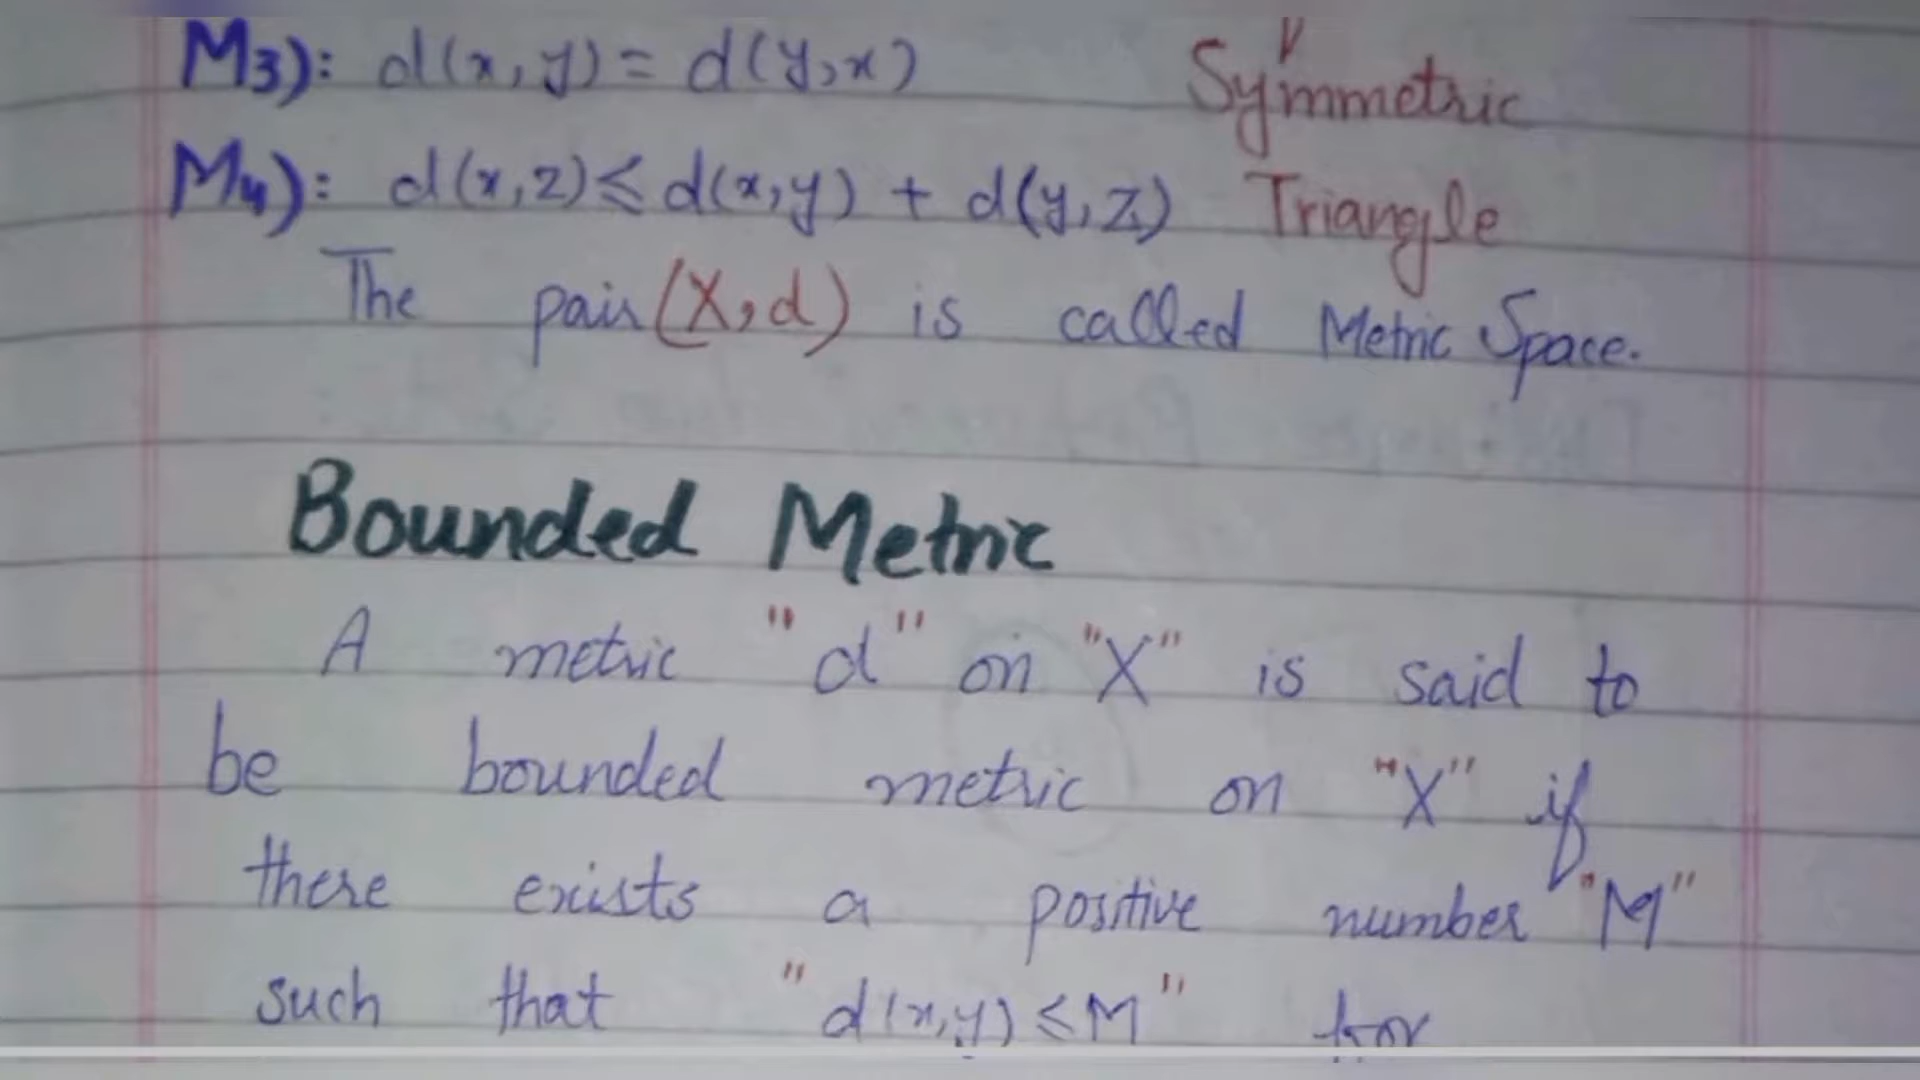 M3): d(x,y) = d(y,x) Symmetric
M4): d(x,z) ≤ d(x,y) + d(y,z) Triangle
The pair (X,d) is called Metric Space.
Bounded Metric
A metric "d" on "X" is said to
be bounded metric on "X" if
there exists a positive number "M"
such that "d(x,y) ≤ M" for